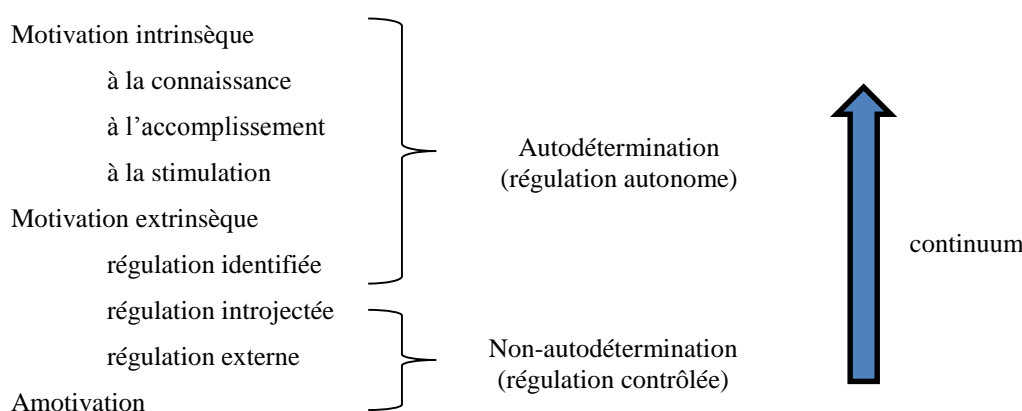 Motivation intrinsèque
à la connaissance
à l’accomplissement
à la stimulation
Motivation extrinsèque
régulation identifiée
régulation introjectée
régulation externe
Amotivation
Autodétermination
(régulation autonome)
Non-autodétermination
(régulation contrôlée)
continuum